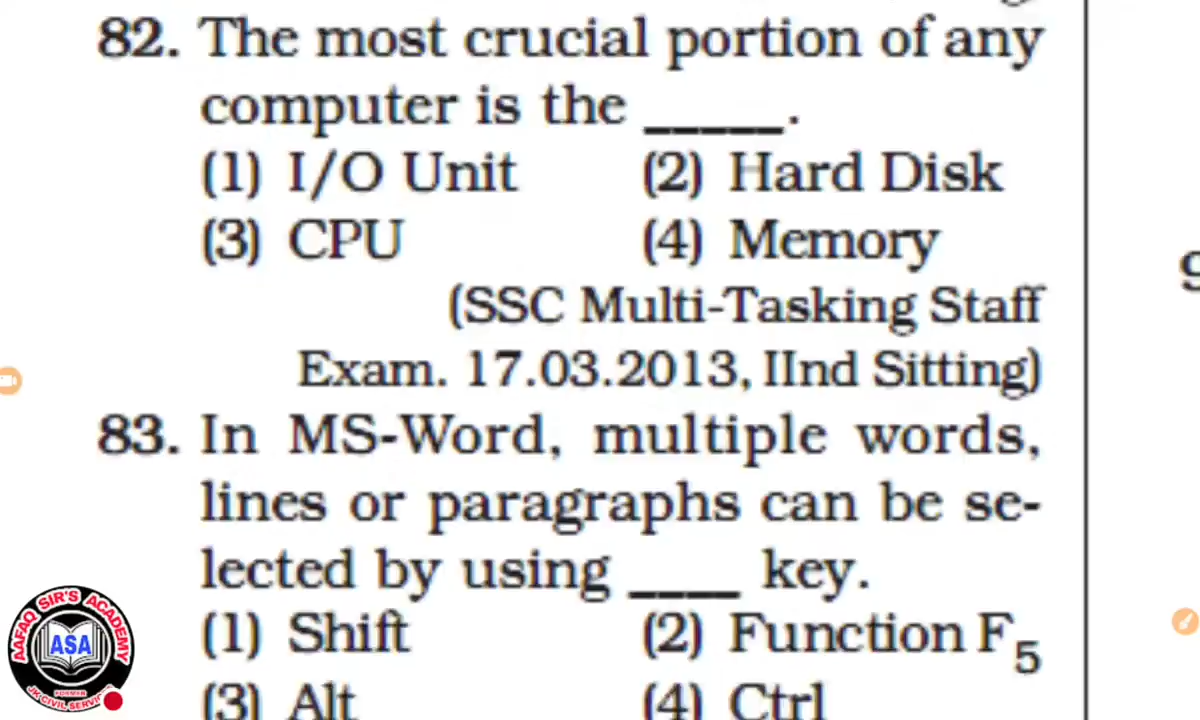 82. The most crucial portion of any
computer is the _____.
(1) I/O Unit (2) Hard Disk
(3) CPU (4) Memory
(SSC Multi-Tasking Staff
Exam. 17.03.2013, IInd Sitting)
83. In MS-Word, multiple words,
lines or paragraphs can be se-
lected by using ____ key.
(1) Shift (2) Function F5
(3) Alt (4) Ctrl
AAFAQ SIR'S ACADEMY
ASA